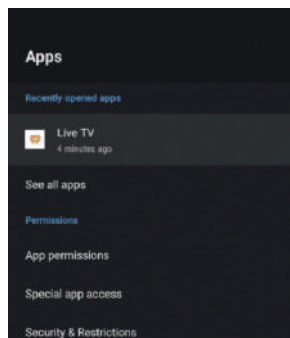 Apps
Recently opened apps
Live TV
4 minutes ago
See all apps
Permissions
App permissions
Special app access
Security & Restrictions